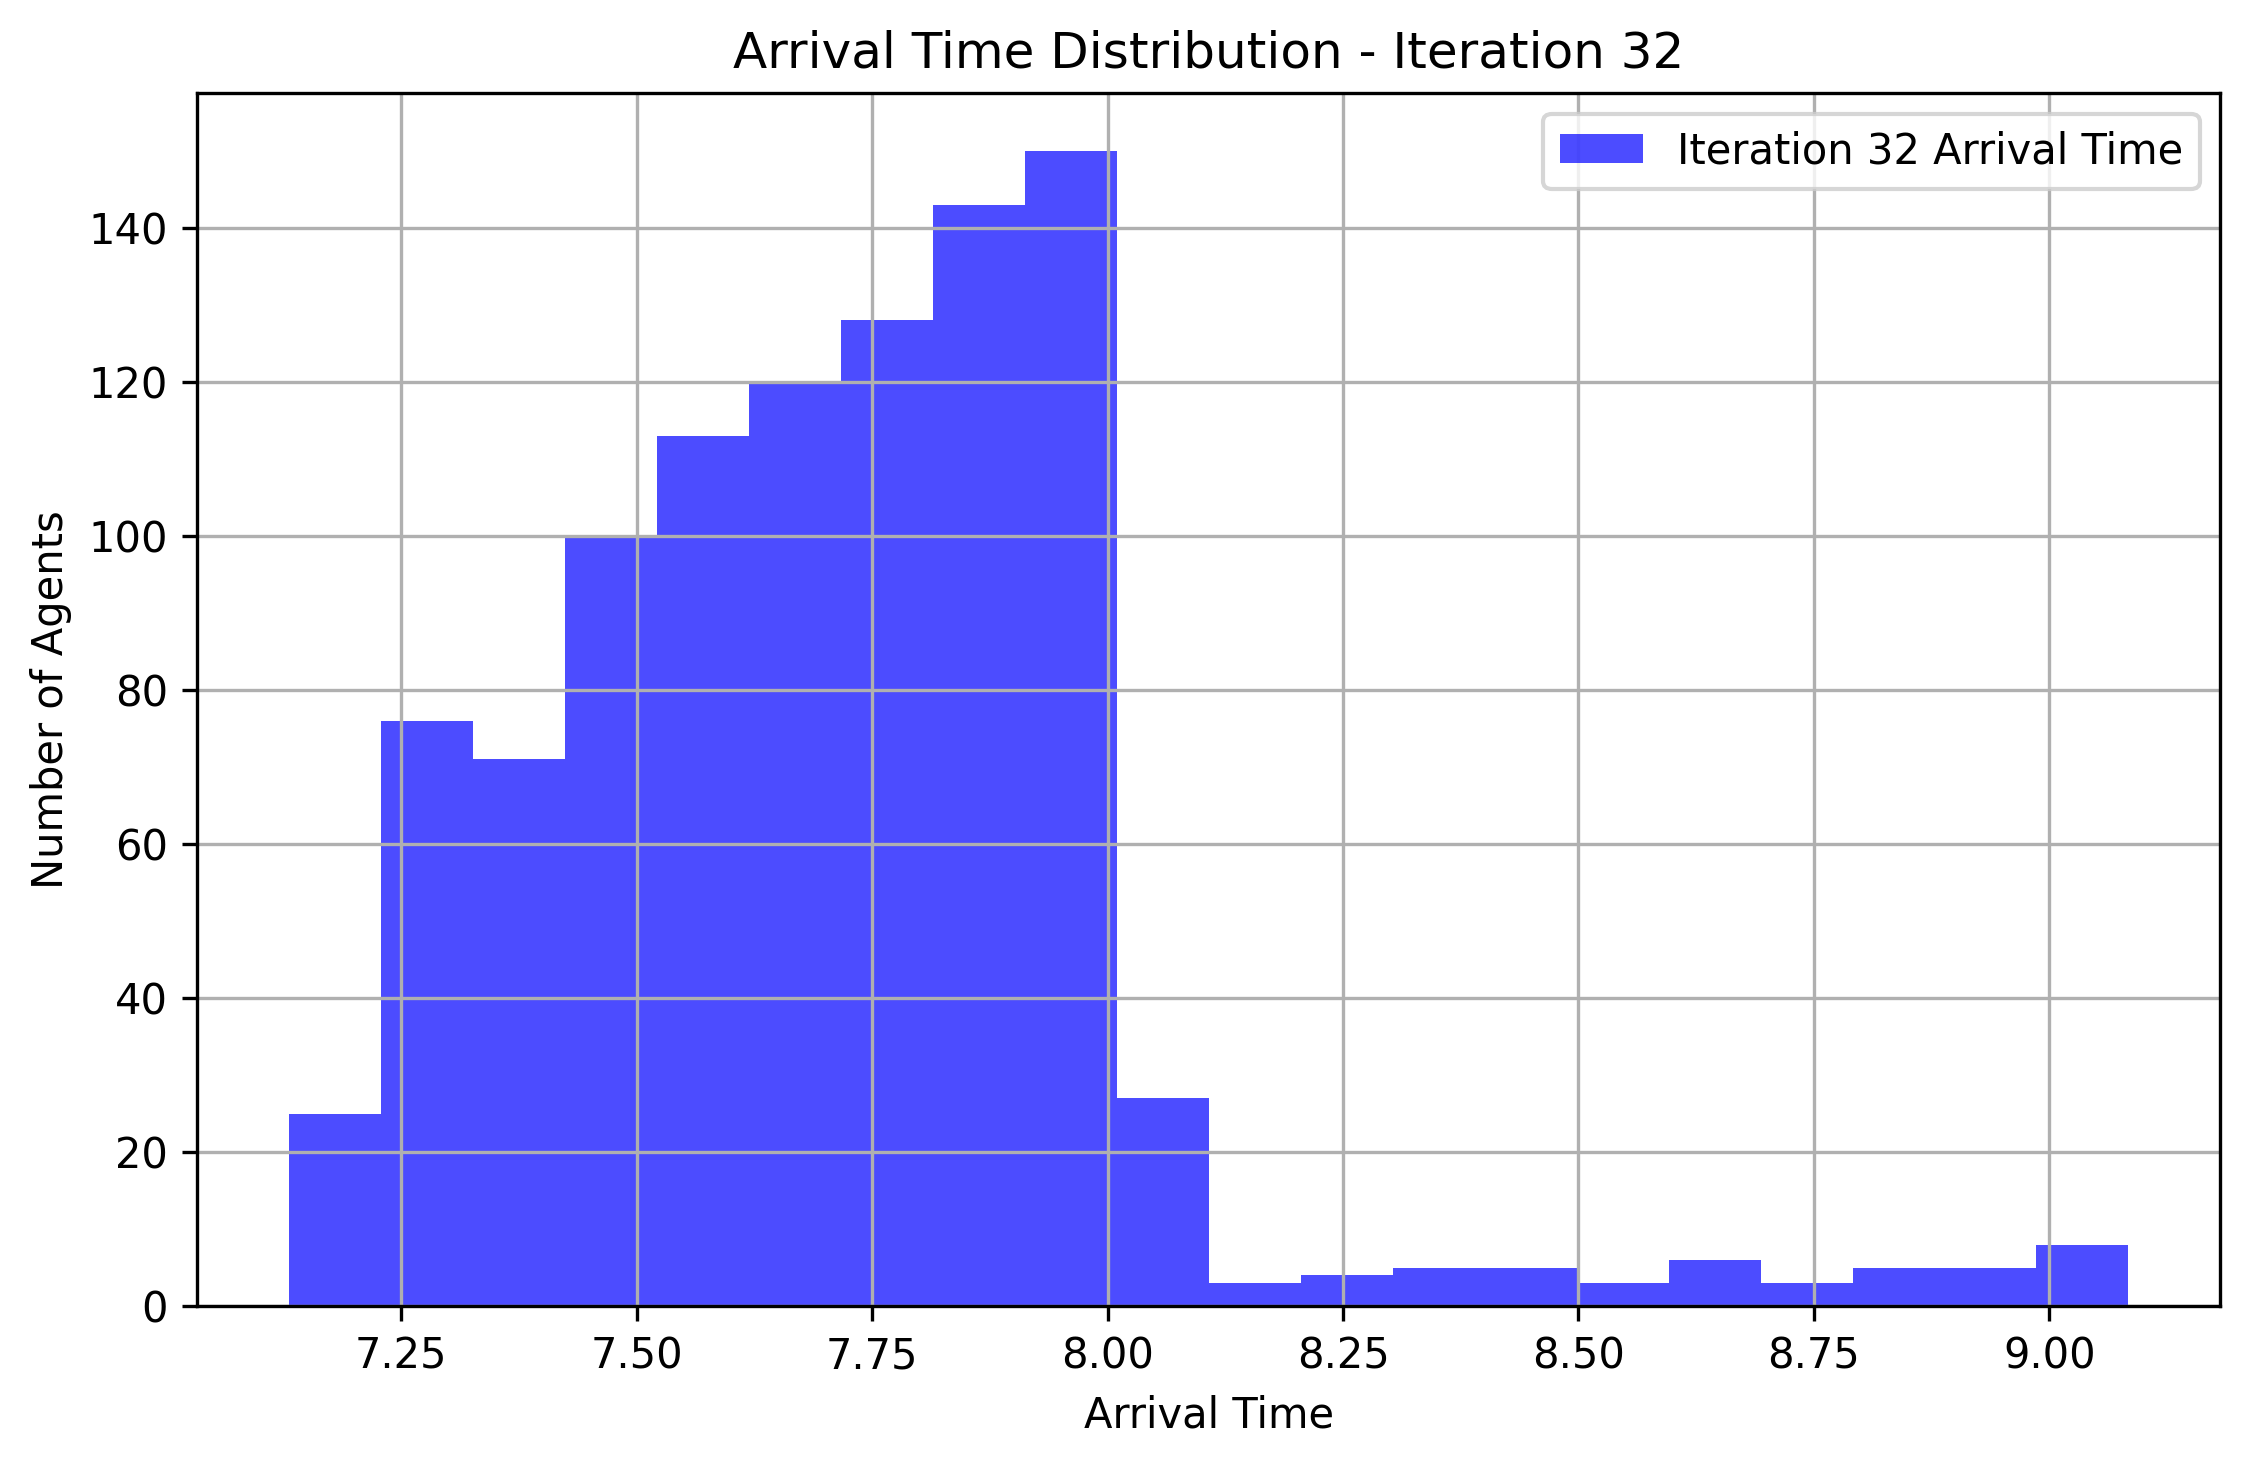 Arrival Time Distribution - Iteration 32
Iteration 32 Arrival Time
Number of Agents
140
120
100
80
60
40
20
0
7.25 7.50 7.75 8.00 8.25 8.50 8.75 9.00
Arrival Time